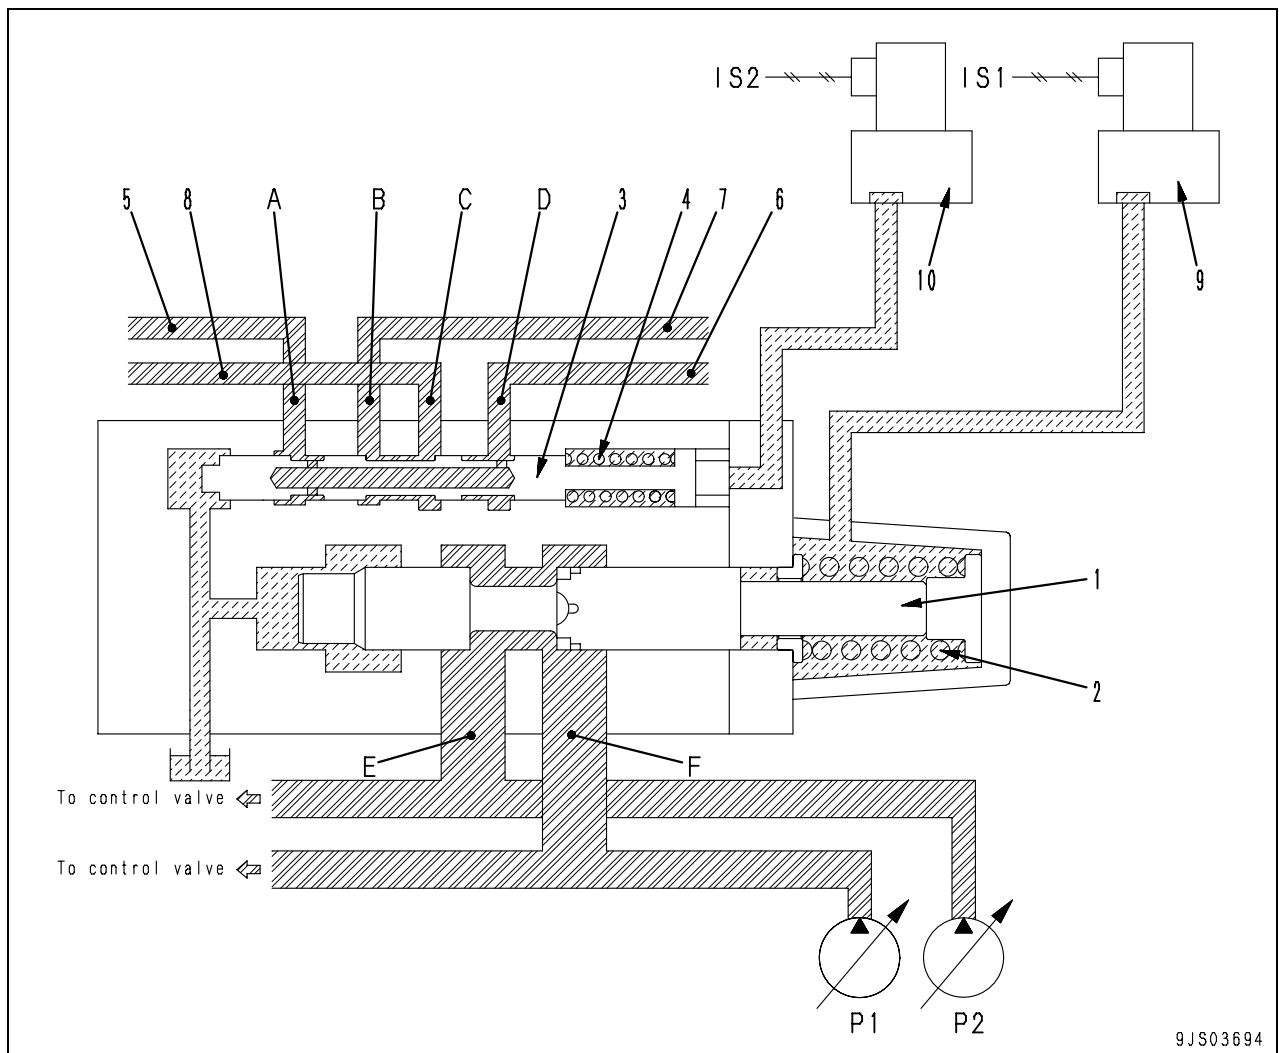 IS2
IS1
5 8 A B C D 3 4 7 6
10 9
1
2
E F
To control valve
To control valve
P1 P2
9JS03694